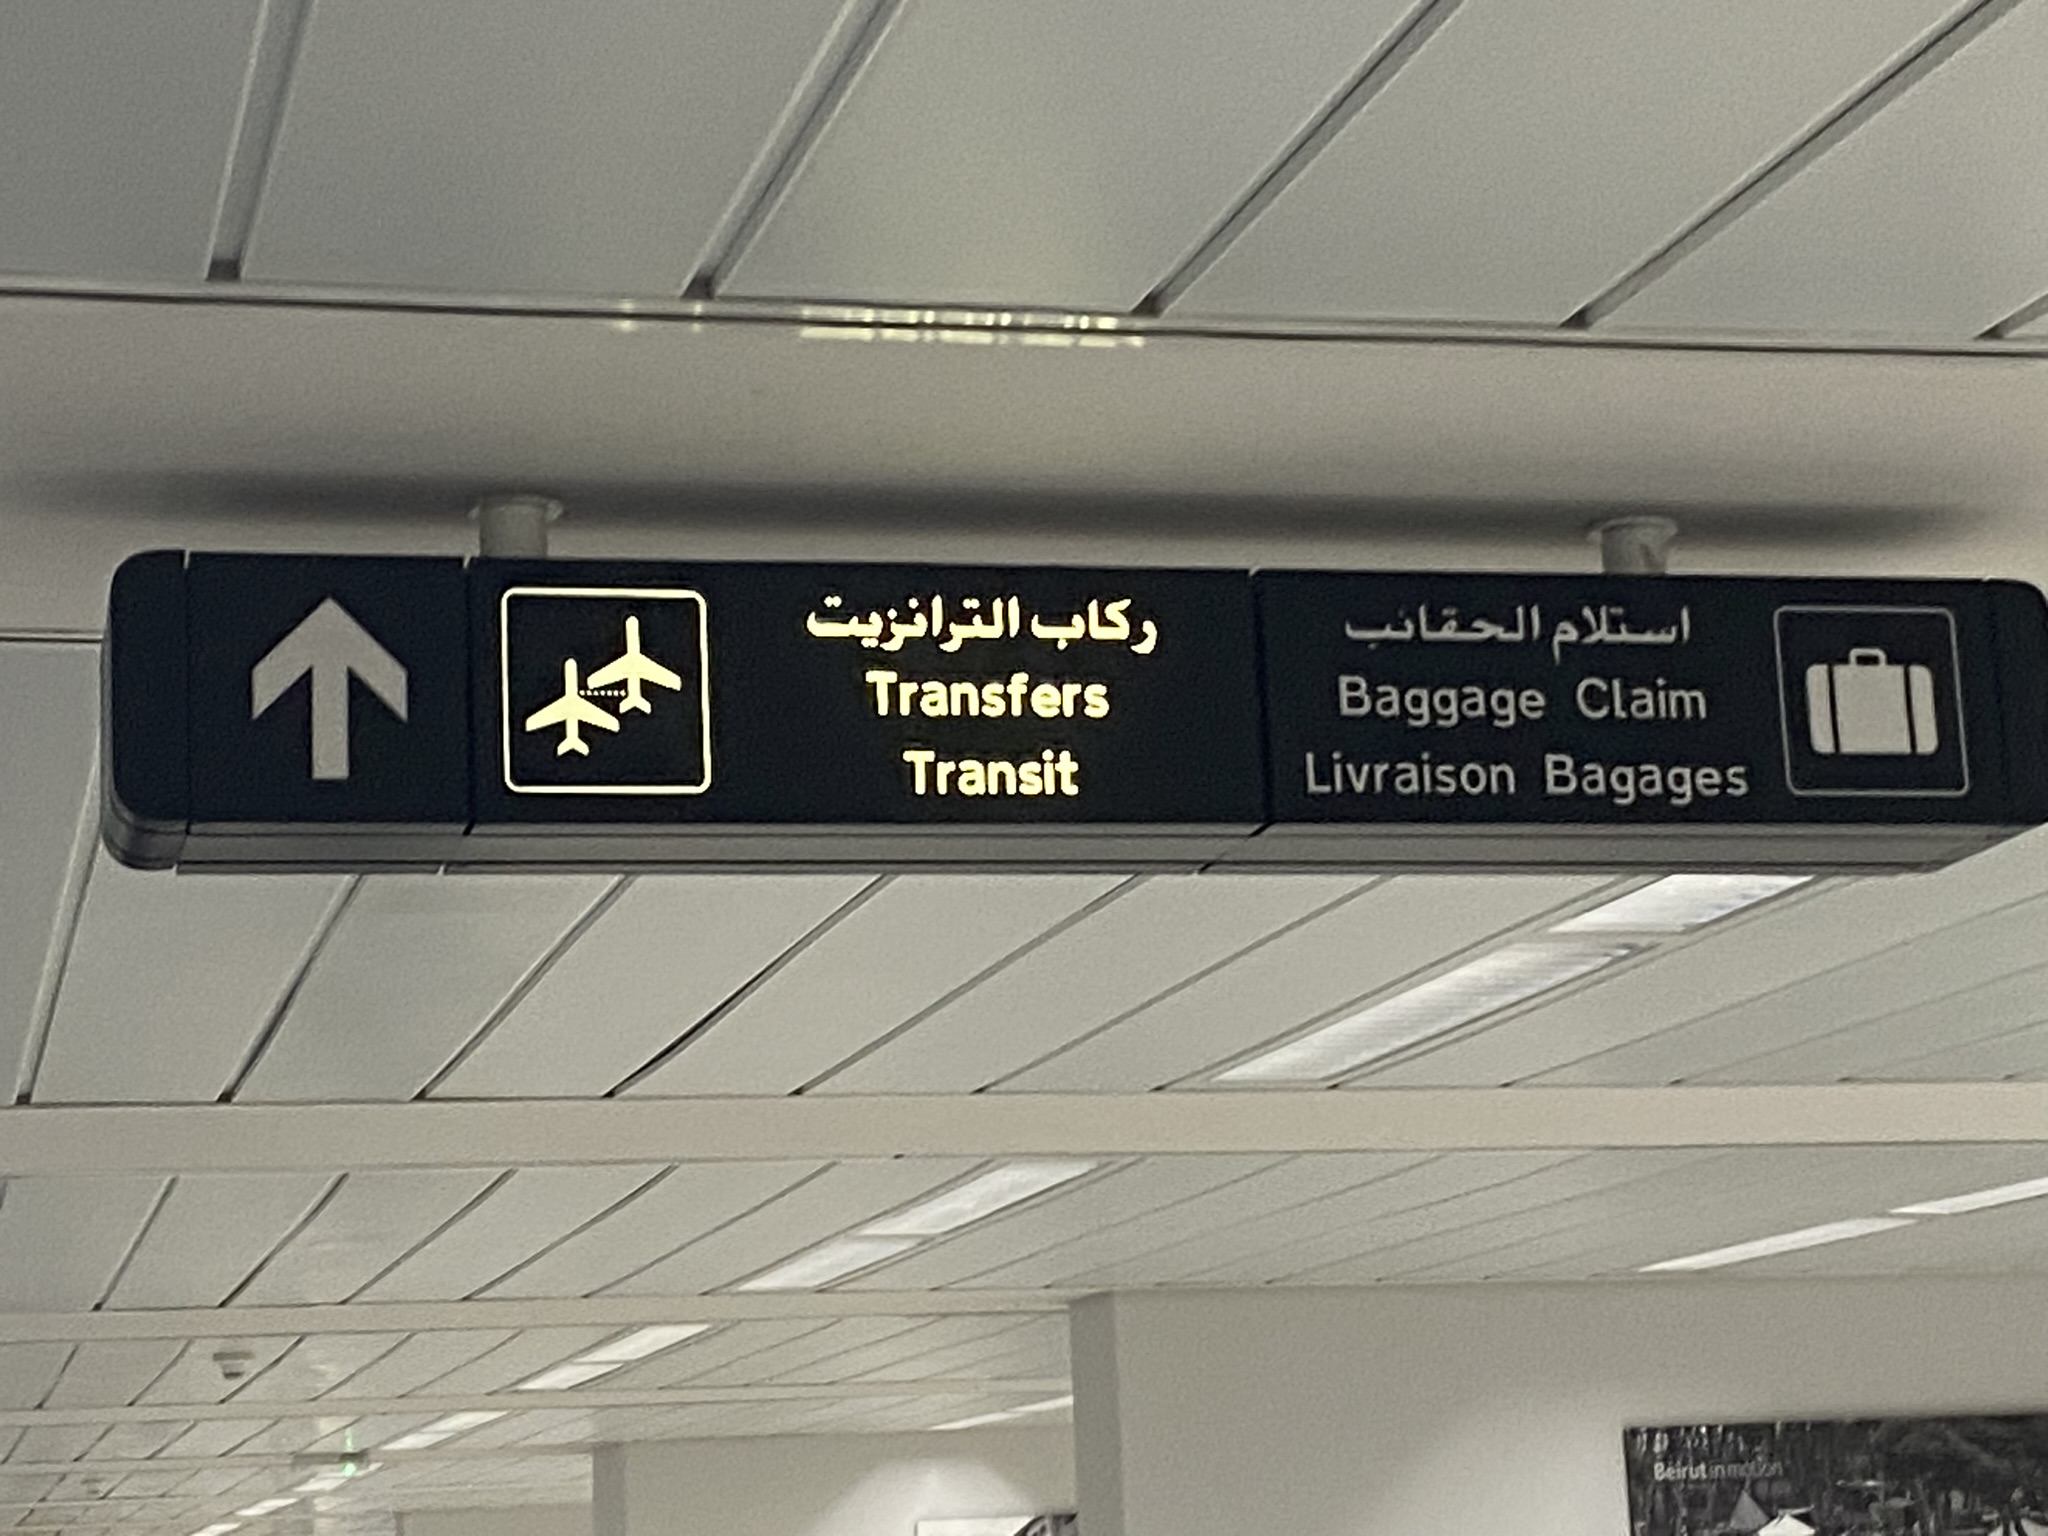 ركاب الترانزيت
Transfers
Transit
استلام الحقائب
Baggage Claim
Livraison Bagages
Beirut in motion